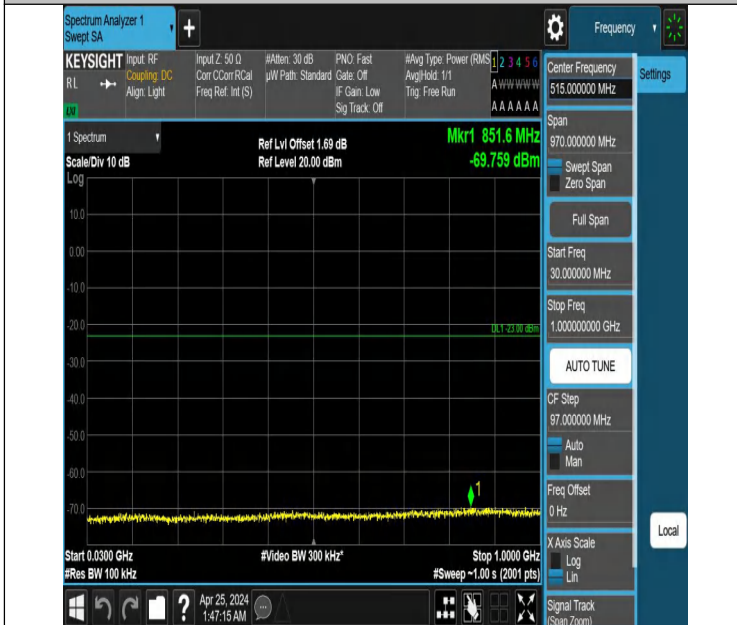 Spectrum Analyzer 1
Swept SA
+
Frequency
KEYSIGHT
RL
LXI
Input: RF
Coupling: DC
Align: Light
Input Z: 50 Ω
Corr CCorr RCal
Freq Ref: Int (S)
#Atten: 30 dB
µW Path: Standard
PNO: Fast
Gate: Off
IF Gain: Low
Sig Track: Off
#Avg Type: Power (RMS
Avg|Hold: 1/1
Trig: Free Run
1 2 3 4 5 6
A W W W W W
A A A A A A
1 Spectrum
Scale/Div 10 dB
Log
Ref Lvl Offset 1.69 dB
Ref Level 20.00 dBm
Mkr1 851.6 MHz
-69.759 dBm
10.0
0.00
-10.0
-20.0
DL1 -23.00 dBm
-30.0
-40.0
-50.0
-60.0
1
-70.0
Start 0.0300 GHz
#Res BW 100 kHz
#Video BW 300 kHz*
Stop 1.0000 GHz
#Sweep ~1.00 s (2001 pts)
Center Frequency
515.000000 MHz
Settings
Span
970.000000 MHz
Swept Span
Zero Span
Full Span
Start Freq
30.000000 MHz
Stop Freq
1.000000000 GHz
AUTO TUNE
CF Step
97.000000 MHz
Auto
Man
Freq Offset
0 Hz
X Axis Scale
Log
Lin
Local
Signal Track
(Span Zoom)
?
Apr 25, 2024
1:47:15 AM